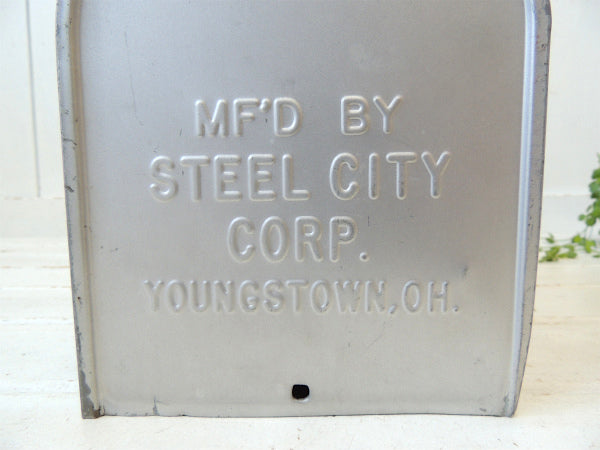 MF'D BY
STEEL CITY
CORP.
YOUNGSTOWN,OH.